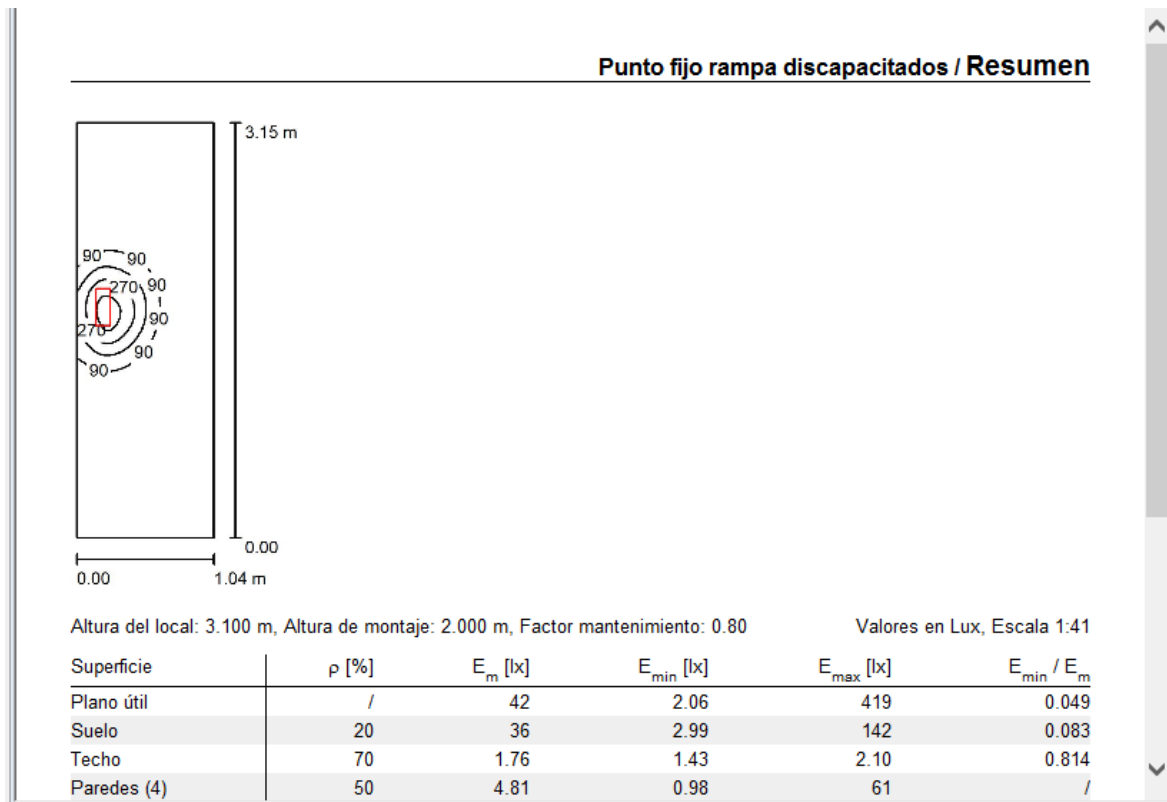 Punto fijo rampa discapacitados / Resumen
3.15 m
90 90
270 90
90
270
90
90
0.00
0.00 1.04 m
Altura del local: 3.100 m, Altura de montaje: 2.000 m, Factor mantenimiento: 0.80 Valores en Lux, Escala 1:41
Superficie ρ [%] Em [lx] Emin [lx] Emax [lx] Emin / Em
Plano útil / 42 2.06 419 0.049
Suelo 20 36 2.99 142 0.083
Techo 70 1.76 1.43 2.10 0.814
Paredes (4) 50 4.81 0.98 61 /